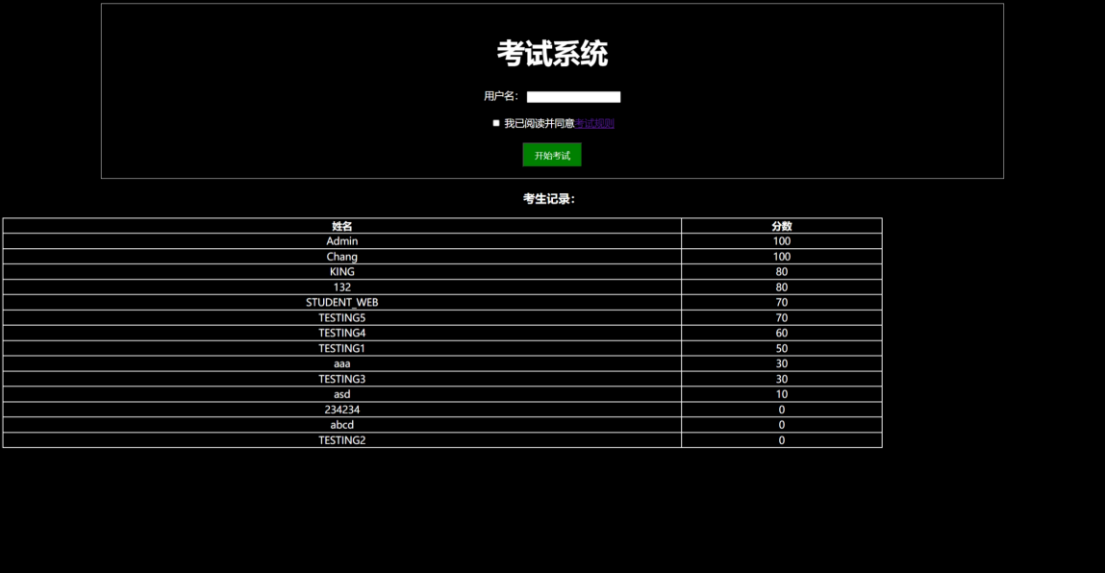 考试系统
用户名：
我已阅读并同意考试规则
开始考试
考生记录：
姓名 分数
Admin 100
Chang 100
KING 80
132 80
STUDENT_WEB 70
TESTING5 70
TESTING4 60
TESTING1 50
aaa 30
TESTING3 30
asd 10
234234 0
abcd 0
TESTING2 0